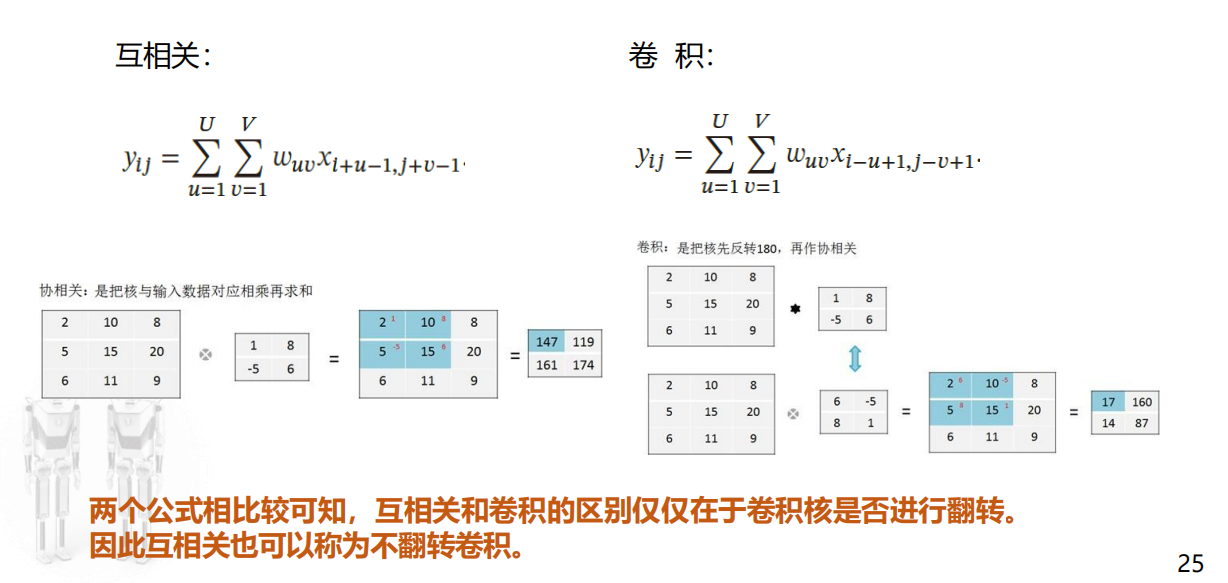 互相关：
卷 积：
y_{ij} = \sum_{u=1}^{U} \sum_{v=1}^{V} w_{uv} x_{i+u-1,j+v-1}.
y_{ij} = \sum_{u=1}^{U} \sum_{v=1}^{V} w_{uv} x_{i-u+1,j-v+1}.
协相关：是把核与输入数据对应相乘再求和
2 10 8
5 15 20
6 11 9
⊗
1 8
-5 6
=
2 1 10 8 8
5 -5 15 6 20
6 11 9
=
147 119
161 174
卷积：是把核先反转180，再作协相关
2 10 8
5 15 20
6 11 9
*
1 8
-5 6
2 10 8
5 15 20
6 11 9
⊗
6 -5
8 1
=
2 6 10 -5 8
5 8 15 1 20
6 11 9
=
17 160
14 87
两个公式相比较可知，互相关和卷积的区别仅仅在于卷积核是否进行翻转。
因此互相关也可以称为不翻转卷积。
25